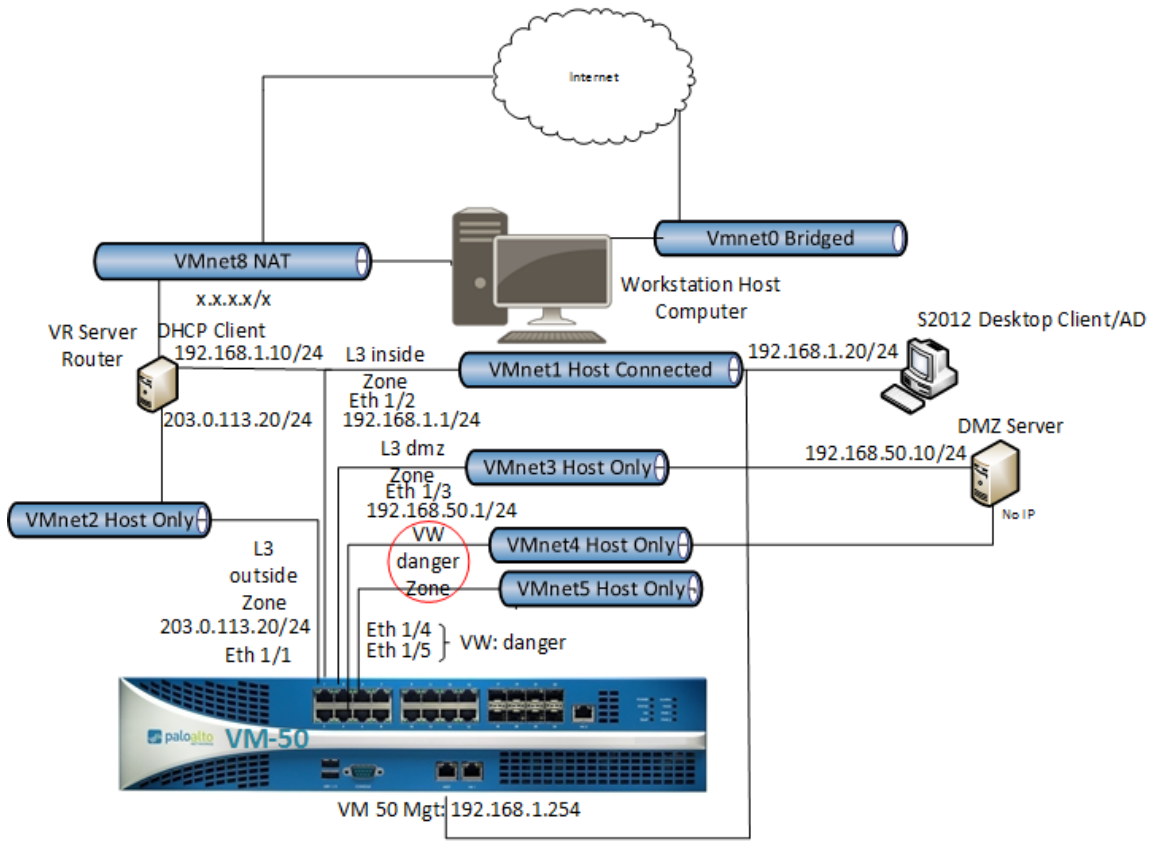 Internet
Vmnet0 Bridged
VMnet8 NAT
x.x.x.x/x
Workstation Host
Computer
VR Server
Router
DHCP Client
192.168.1.10/24
L3 inside
Zone
Eth 1/2
192.168.1.1/24
VMnet1 Host Connected
192.168.1.20/24
S2012 Desktop Client/AD
203.0.113.20/24
L3 dmz
Zone
Eth 1/3
192.168.50.1/24
VMnet3 Host Only
192.168.50.10/24
DMZ Server
No IP
VMnet2 Host Only
VW
danger
Zone
VMnet4 Host Only
VMnet5 Host Only
L3
outside
Zone
203.0.113.20/24
Eth 1/1
Eth 1/4
Eth 1/5
VW: danger
paloalto
VM-50
VM 50 Mgt: 192.168.1.254